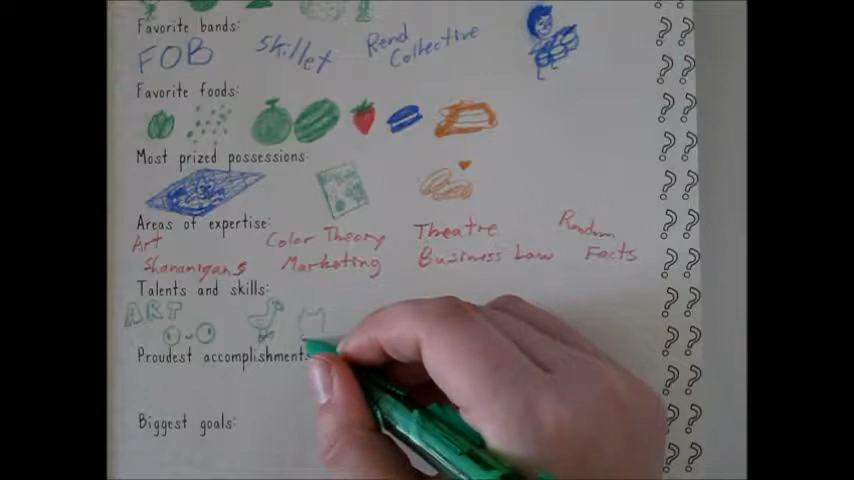 Favorite bands:
FOB Skillet Rend Collective
Favorite foods:
Most prized possessions:
Areas of expertise:
Art Color Theory Theatre Random Facts
Shananigans Marketing Business Law
Talents and skills:
ART
Proudest accomplishments
Biggest goals: